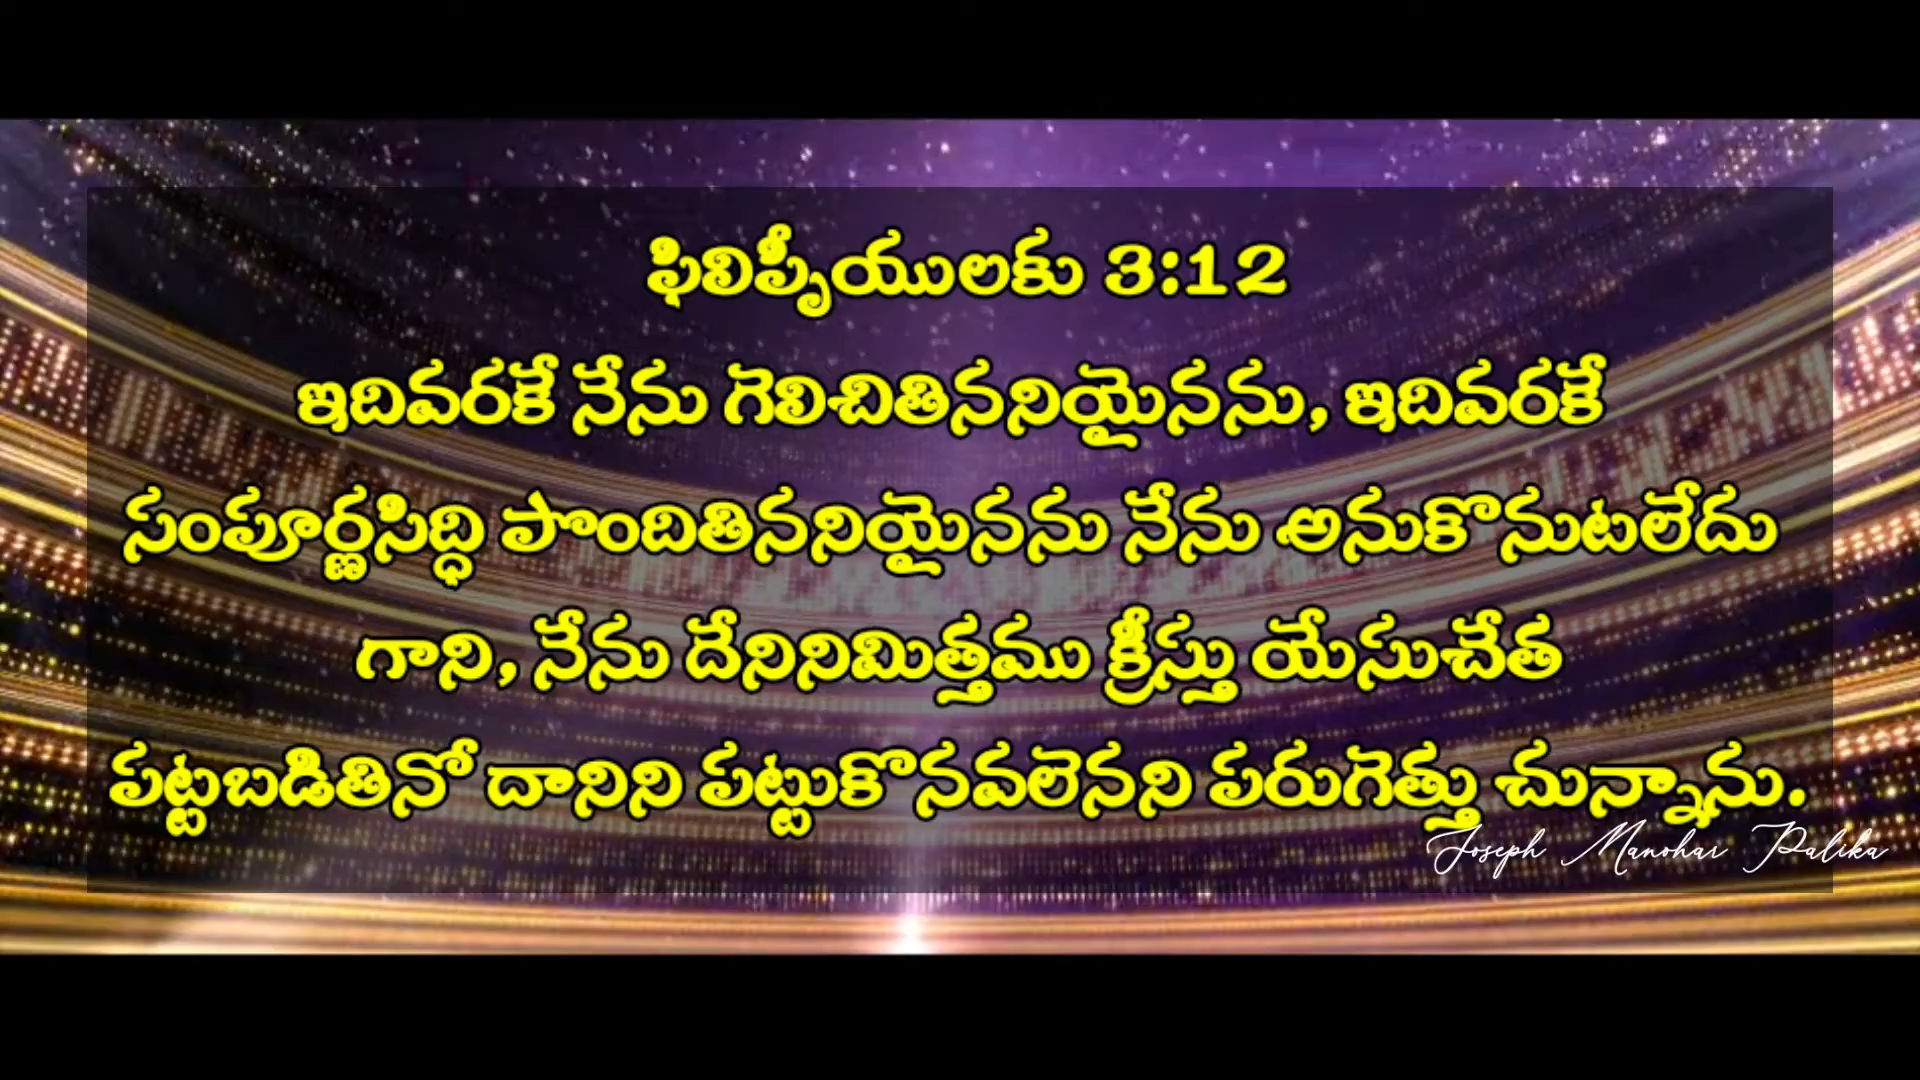 ఫిలిప్పీయులకు 3:12
ఇదివరకే నేను గెలిచితిననియైనను, ఇదివరకే
సంపూర్ణసిద్ధి పొందితిననియైనను నేను అనుకొనుటలేదు
గాని, నేను దేనినిమిత్తము క్రీస్తు యేసుచేత
పట్టబడితినో దానిని పట్టుకొనవలెనని పరుగెత్తు చున్నాను.
Joseph Manohar Palika